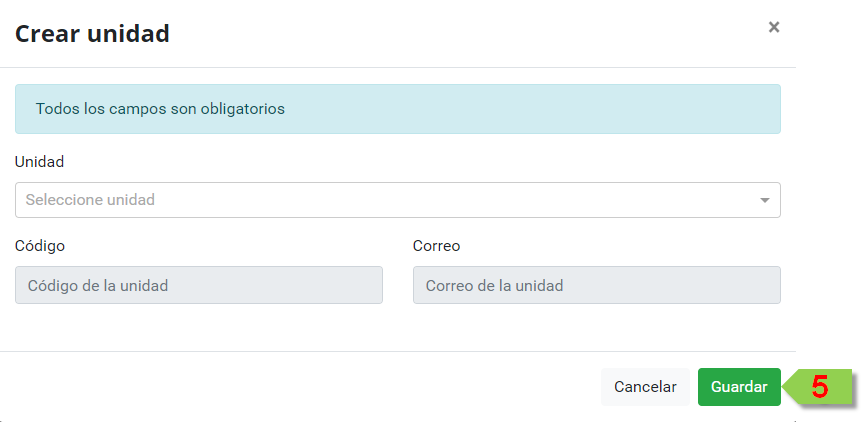 Crear unidad
×
Todos los campos son obligatorios
Unidad
Seleccione unidad
Código
Correo
Código de la unidad
Correo de la unidad
Cancelar
Guardar
5